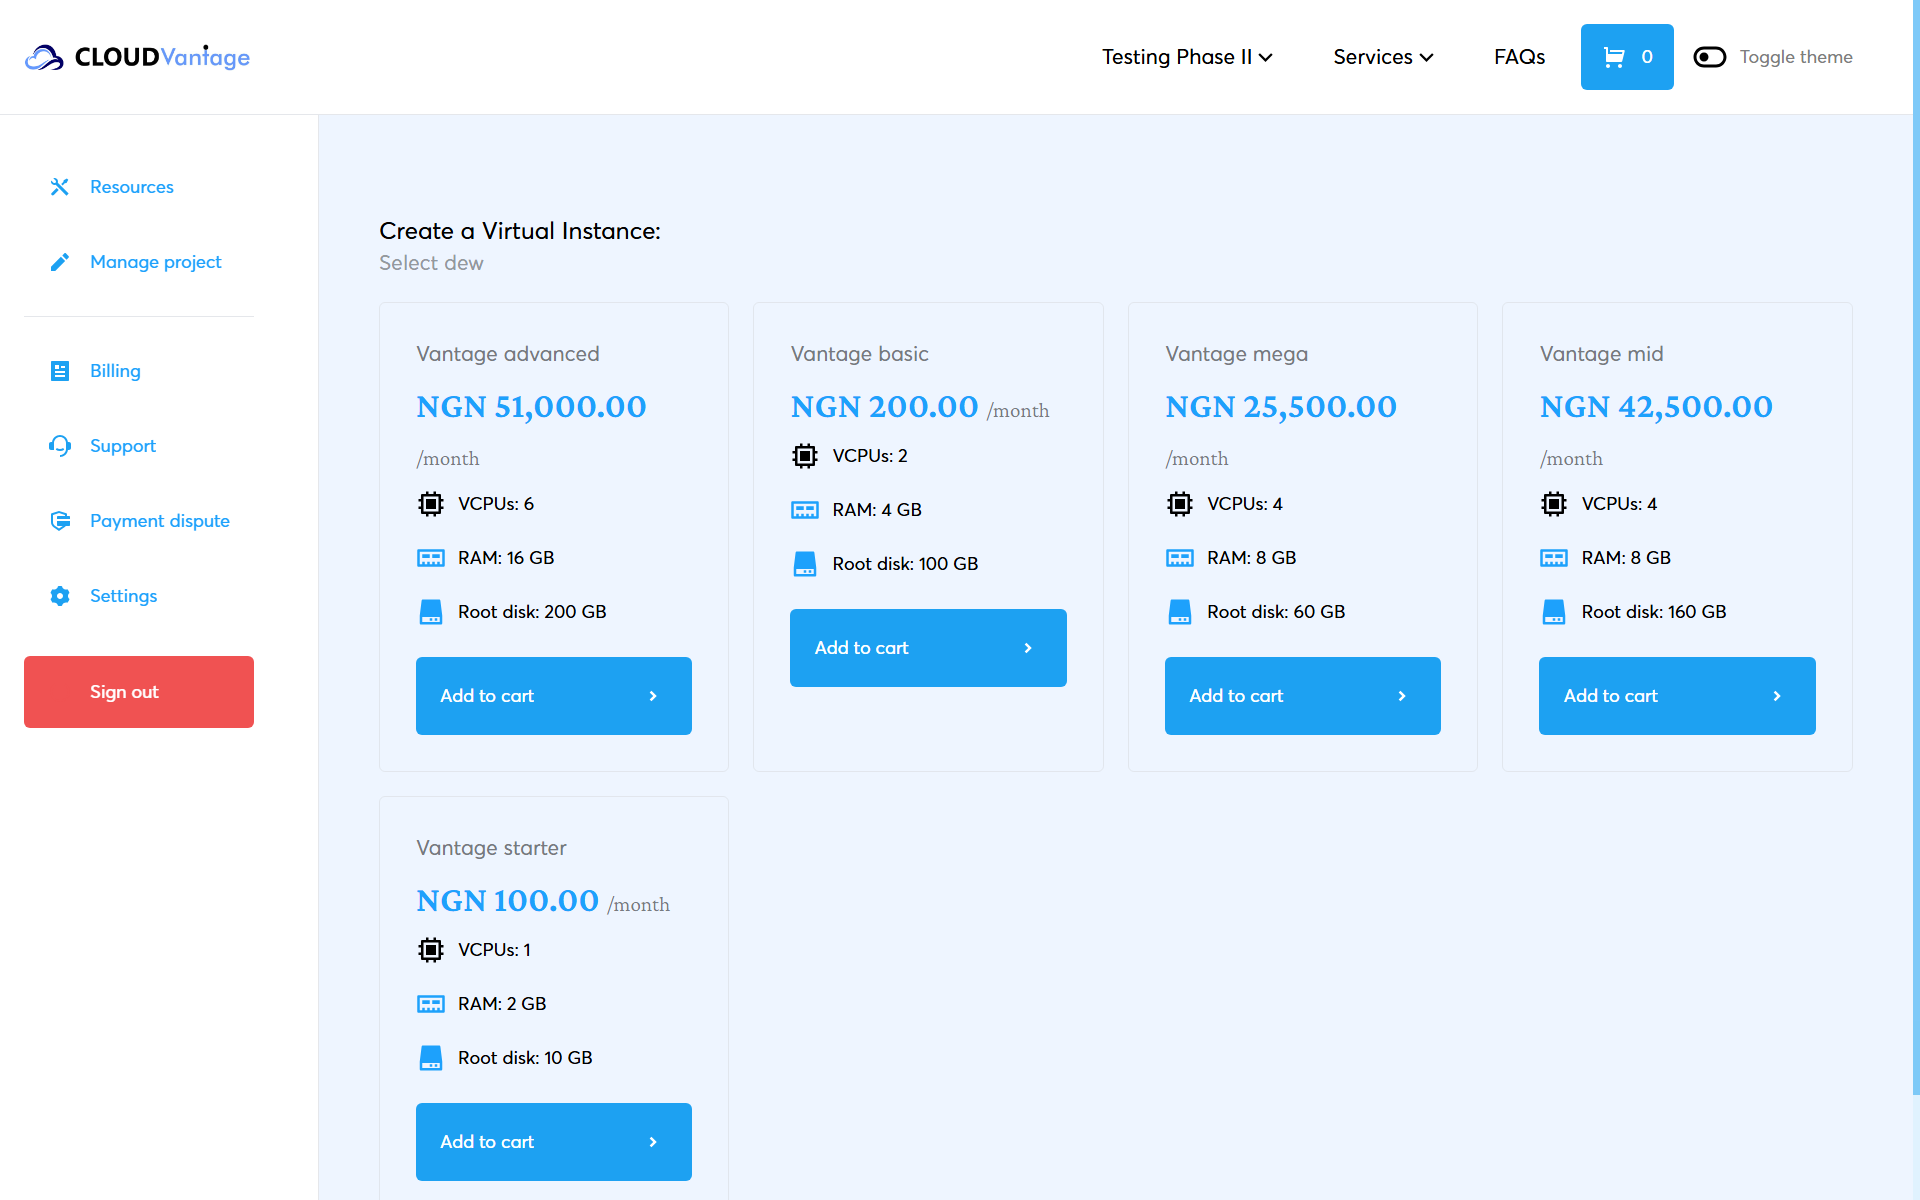 CLOUDVantage
Testing Phase II
Services
FAQs
0
Toggle theme
Resources
Manage project
Billing
Support
Payment dispute
Settings
Sign out
Create a Virtual Instance:
Select dew
Vantage advanced
NGN 51,000.00
/month
VCPUs: 6
RAM: 16 GB
Root disk: 200 GB
Add to cart
Vantage basic
NGN 200.00 /month
VCPUs: 2
RAM: 4 GB
Root disk: 100 GB
Add to cart
Vantage mega
NGN 25,500.00
/month
VCPUs: 4
RAM: 8 GB
Root disk: 60 GB
Add to cart
Vantage mid
NGN 42,500.00
/month
VCPUs: 4
RAM: 8 GB
Root disk: 160 GB
Add to cart
Vantage starter
NGN 100.00 /month
VCPUs: 1
RAM: 2 GB
Root disk: 10 GB
Add to cart